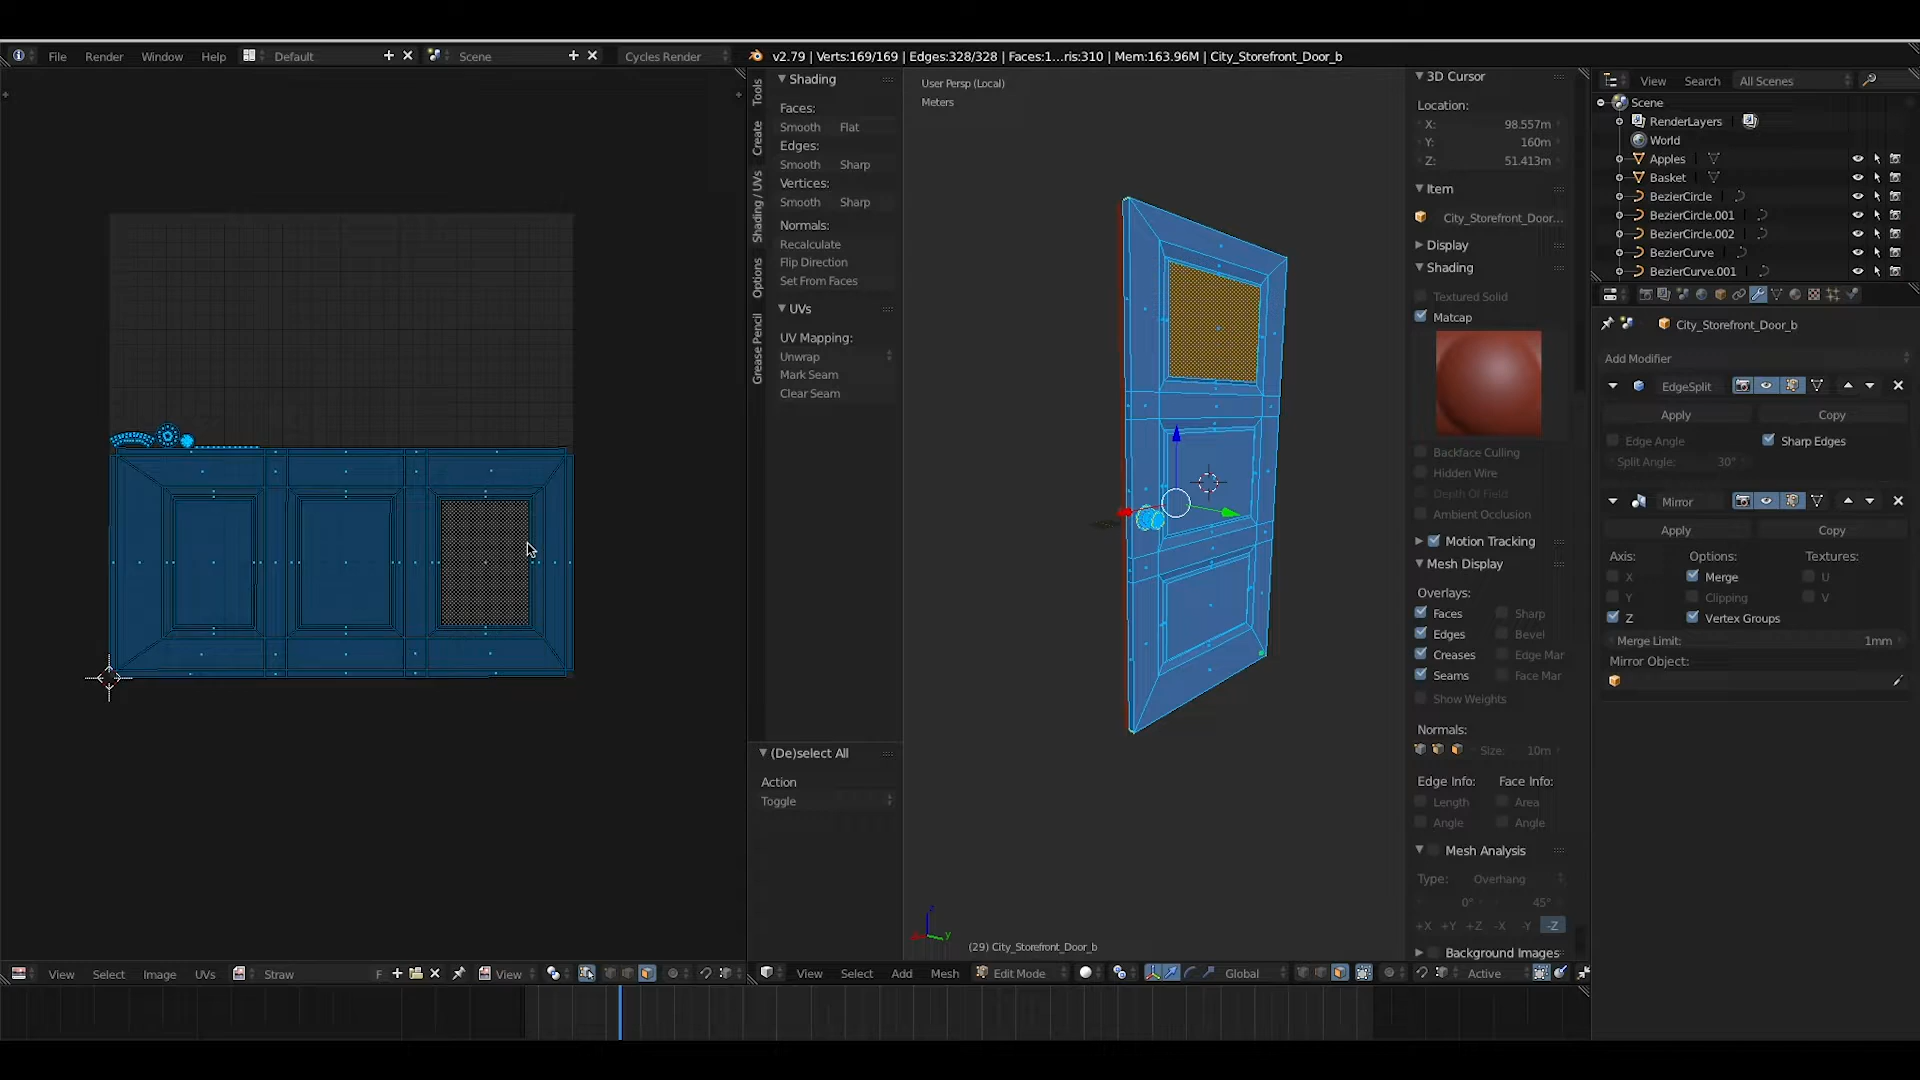 File Render Window Help Default Scene Cycles Render v2.79 | Verts:169/169 | Edges:328/328 | Faces:1...ris:310 | Mem:163.96M | City_Storefront_Door_b
Tools
Create
Shading / UVs
Options
Grease Pencil
Shading
Faces:
Smooth Flat
Edges:
Smooth Sharp
Vertices:
Smooth Sharp
Normals:
Recalculate
Flip Direction
Set From Faces
UVs
UV Mapping:
Unwrap
Mark Seam
Clear Seam
(De)select All
Action
Toggle
User Persp (Local)
Meters
(29) City_Storefront_Door_b
3D Cursor
Location:
X: 98.557m
Y: 160m
Z: 51.413m
Item
City_Storefront_Door...
Display
Shading
Textured Solid
Matcap
Backface Culling
Hidden Wire
Depth Of Field
Ambient Occlusion
Motion Tracking
Mesh Display
Overlays:
Faces Sharp
Edges Bevel
Creases Edge Mar
Seams Face Mar
Show Weights
Normals:
Size: 10m
Edge Info: Face Info:
Length Area
Angle Angle
Mesh Analysis
Type: Overhang
0° 45°
+X +Y +Z -X -Y -Z
Background Images
View Search All Scenes
Scene
RenderLayers
World
Apples
Basket
BezierCircle
BezierCircle.001
BezierCircle.002
BezierCurve
BezierCurve.001
City_Storefront_Door_b
Add Modifier
EdgeSplit
Apply Copy
Edge Angle Sharp Edges
Split Angle: 30°
Mirror
Apply Copy
Axis: Options: Textures:
X Merge U
Y Clipping V
Z Vertex Groups
Merge Limit: 1mm
Mirror Object:
View Select Image UVs Straw F View
View Select Add Mesh Edit Mode Global Active